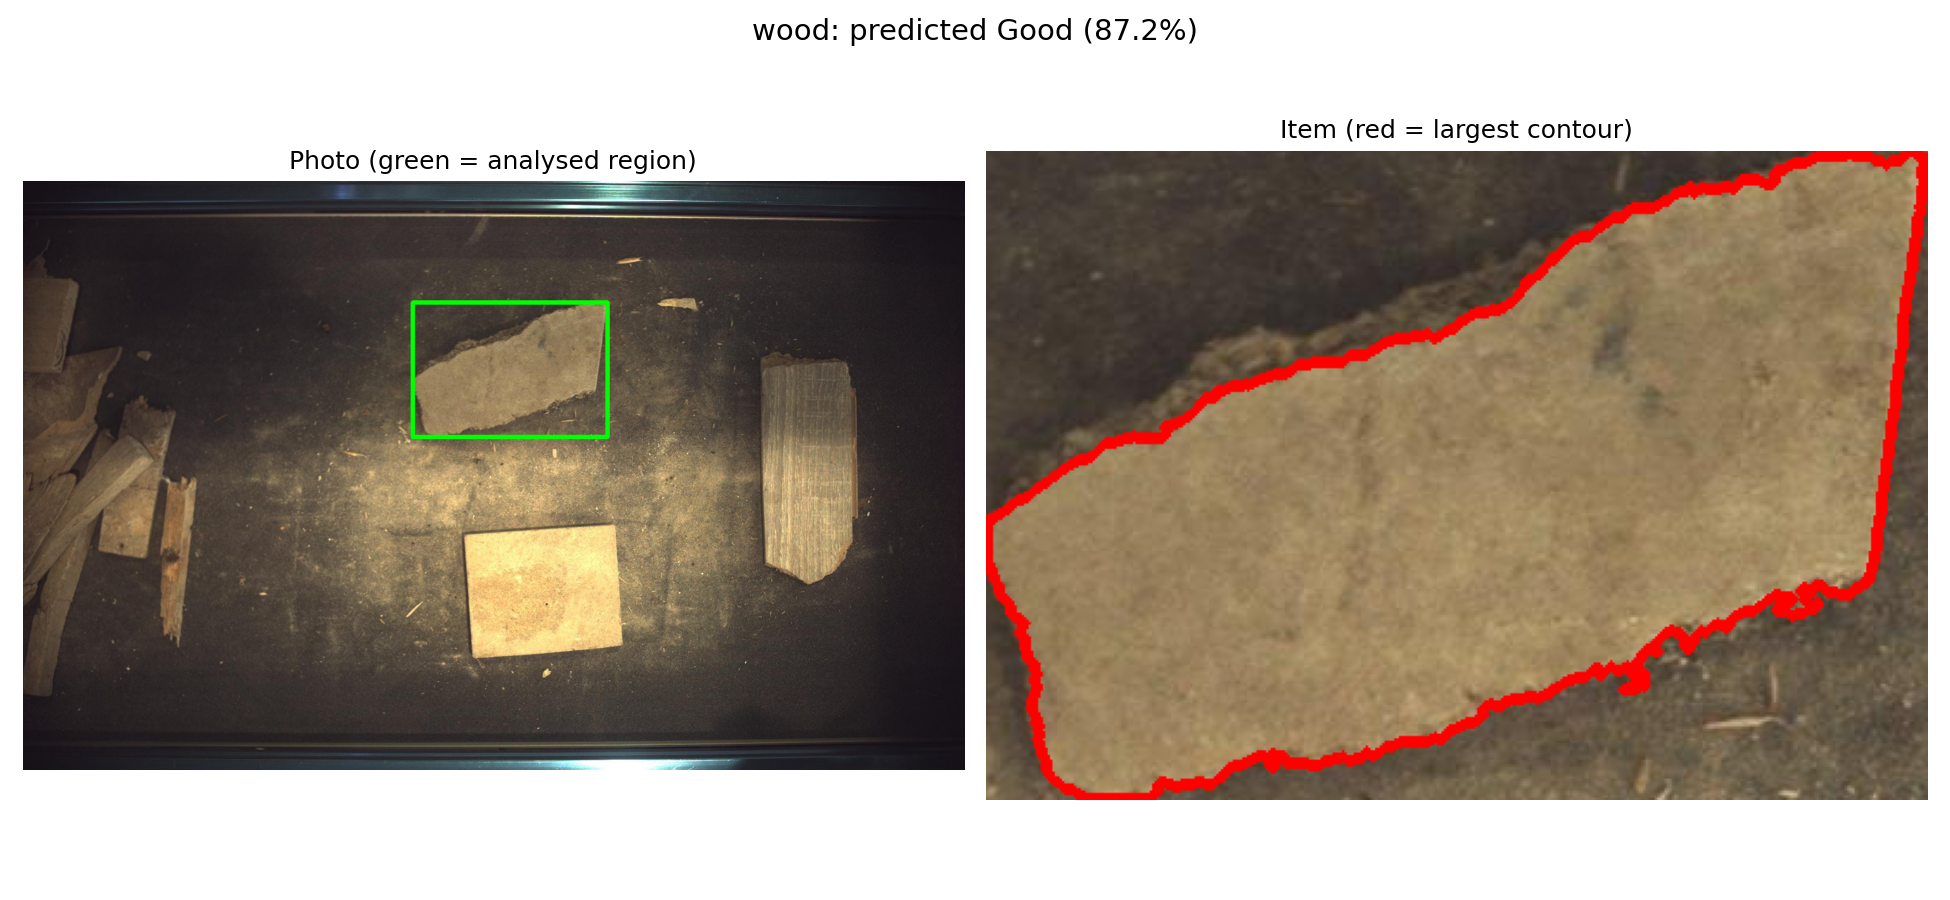 wood: predicted Good (87.2%)
Photo (green = analysed region)
Item (red = largest contour)